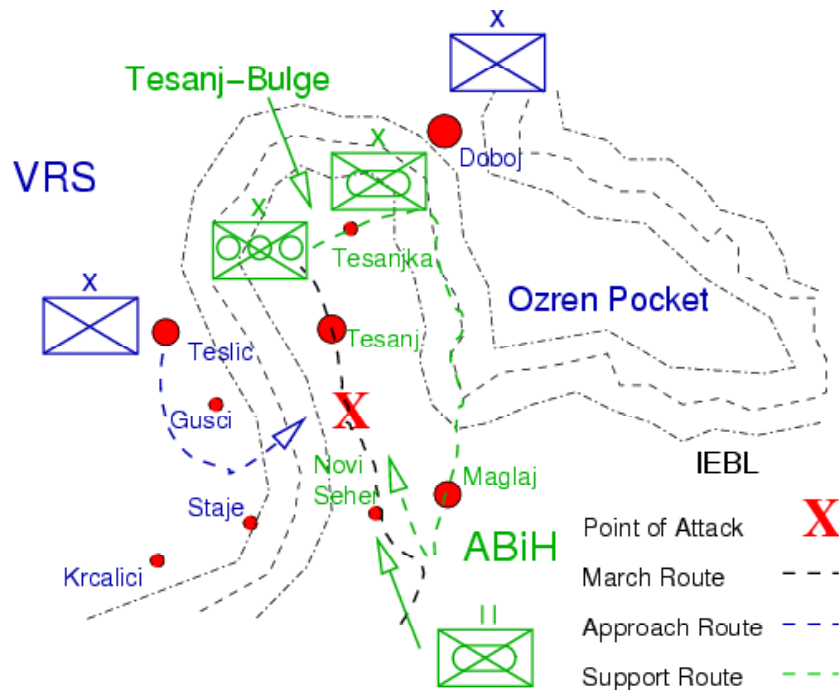 X
Tesanj-Bulge
X
Doboj
VRS
X
Tesanjka
X
Ozren Pocket
Teslic
Tesanj
Gusci
X
IEBL
Novi
Seher
Maglaj
Staje
ABiH
Krcalici
Point of Attack X
March Route
Approach Route
II
Support Route